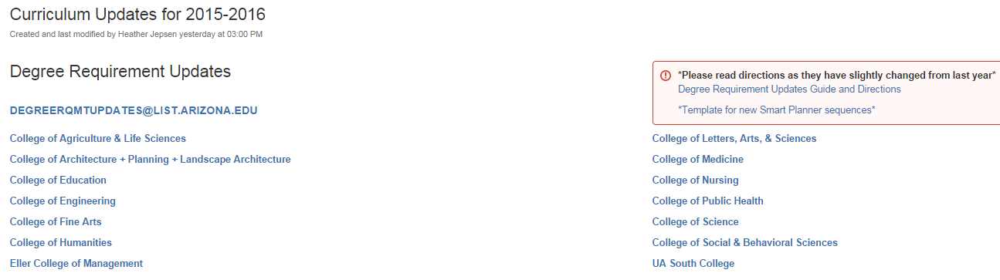 Curriculum Updates for 2015-2016
Created and last modified by Heather Jepsen yesterday at 03:00 PM
Degree Requirement Updates
DEGREERQMTUPDATES@LIST.ARIZONA.EDU
College of Agriculture & Life Sciences
College of Architecture + Planning + Landscape Architecture
College of Education
College of Engineering
College of Fine Arts
College of Humanities
Eller College of Management
*Please read directions as they have slightly changed from last year*
Degree Requirement Updates Guide and Directions
*Template for new Smart Planner sequences*
College of Letters, Arts, & Sciences
College of Medicine
College of Nursing
College of Public Health
College of Science
College of Social & Behavioral Sciences
UA South College